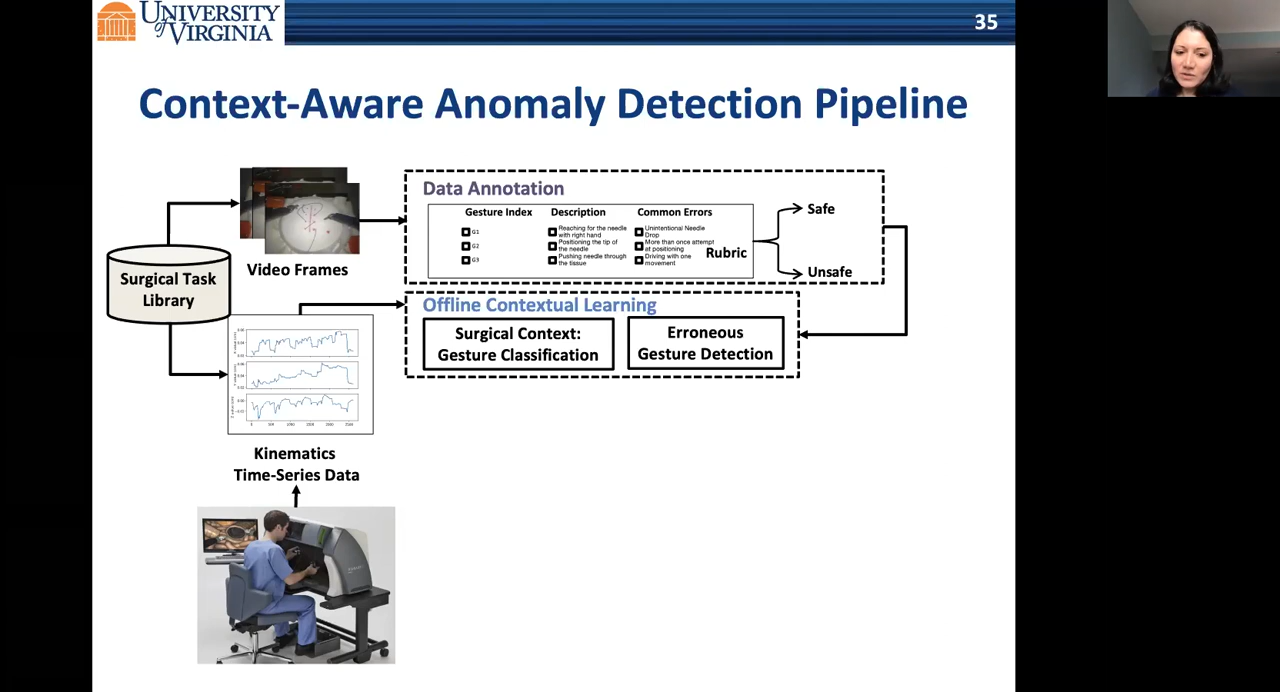 UNIVERSITY
of VIRGINIA
35
Context-Aware Anomaly Detection Pipeline
Data Annotation
Gesture Index
Description
Common Errors
G1
Reaching for the needle
with right hand
Unintentional Needle
Drop
G2
Positioning the tip of
the needle
More than once attempt
at positioning
G3
Pushing needle through
the tissue
Driving with one
movement
Rubric
Safe
Unsafe
Video Frames
Surgical Task
Library
Offline Contextual Learning
Surgical Context:
Gesture Classification
Erroneous
Gesture Detection
Kinematics
Time-Series Data